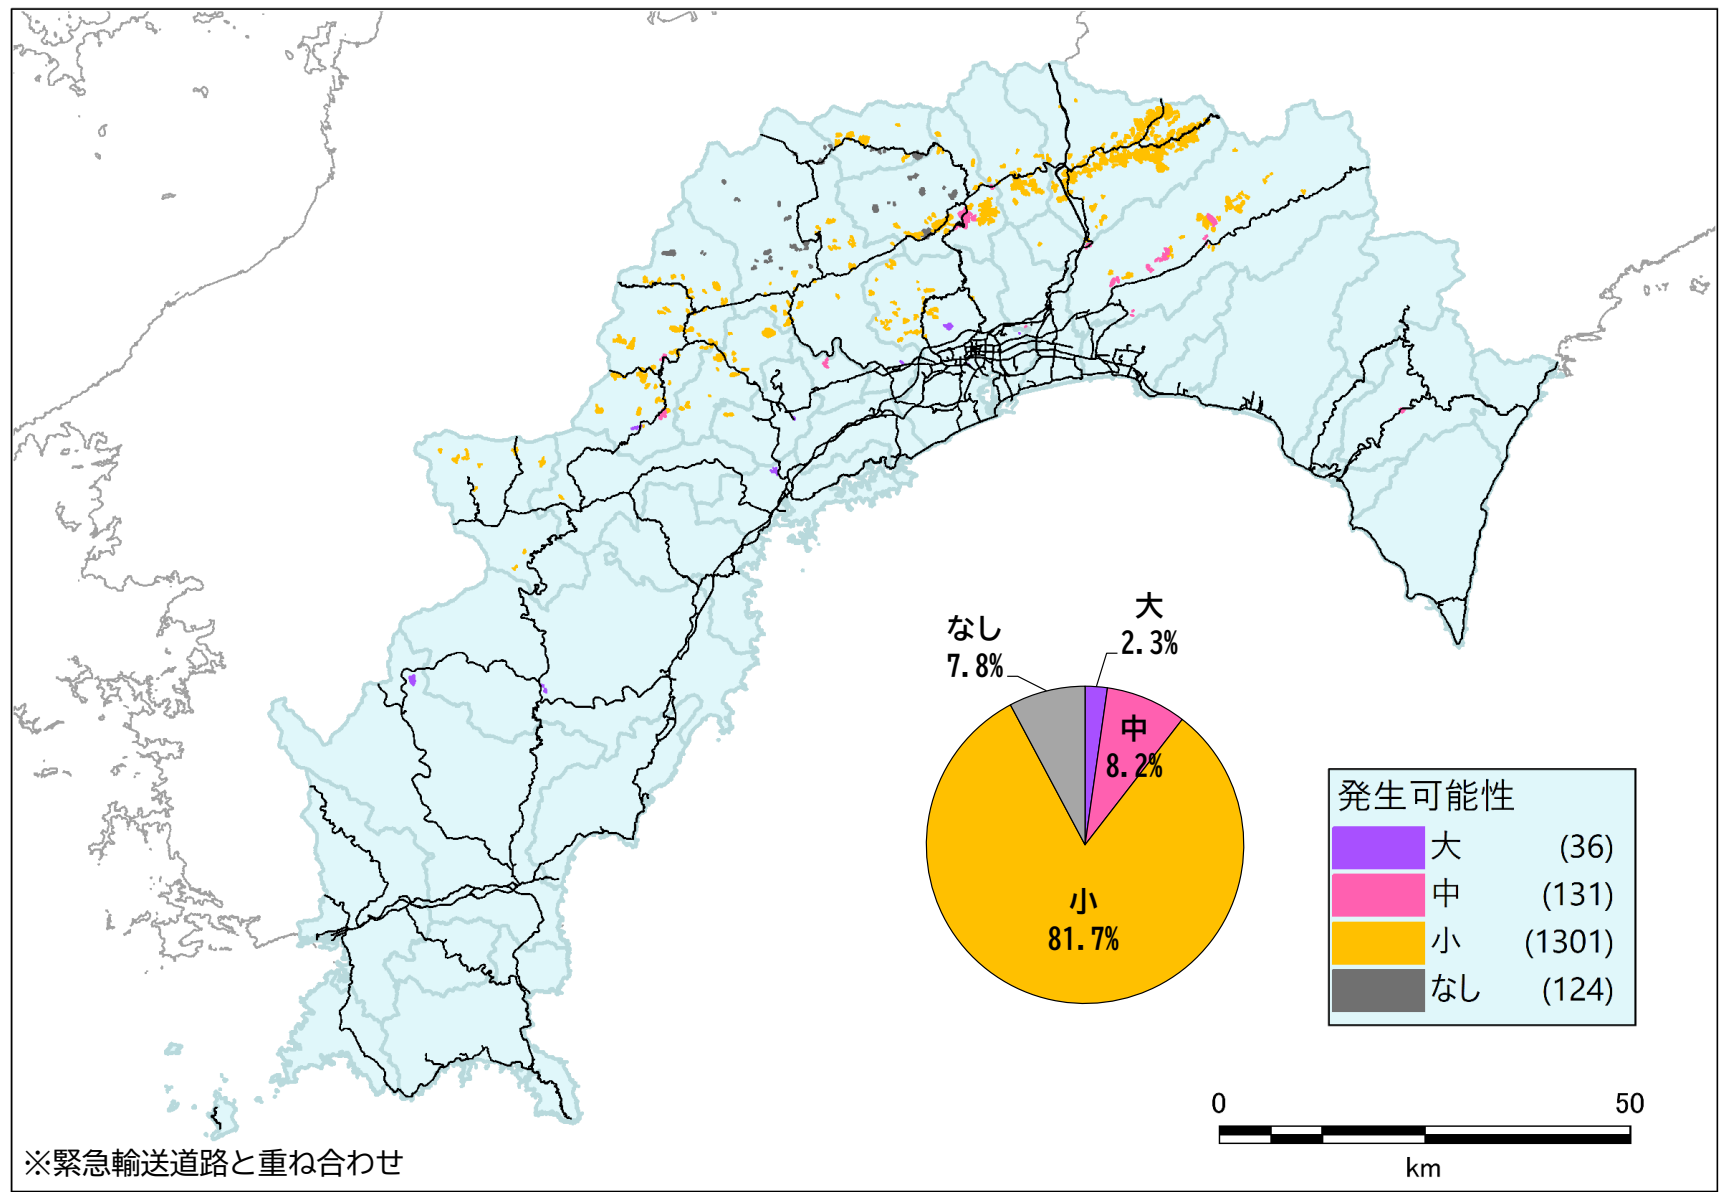 大
2.3%
なし
7.8%
中
8.2%
小
81.7%
発生可能性
大 (36)
中 (131)
小 (1301)
なし (124)
0 50
km
※緊急輸送道路と重ね合わせ